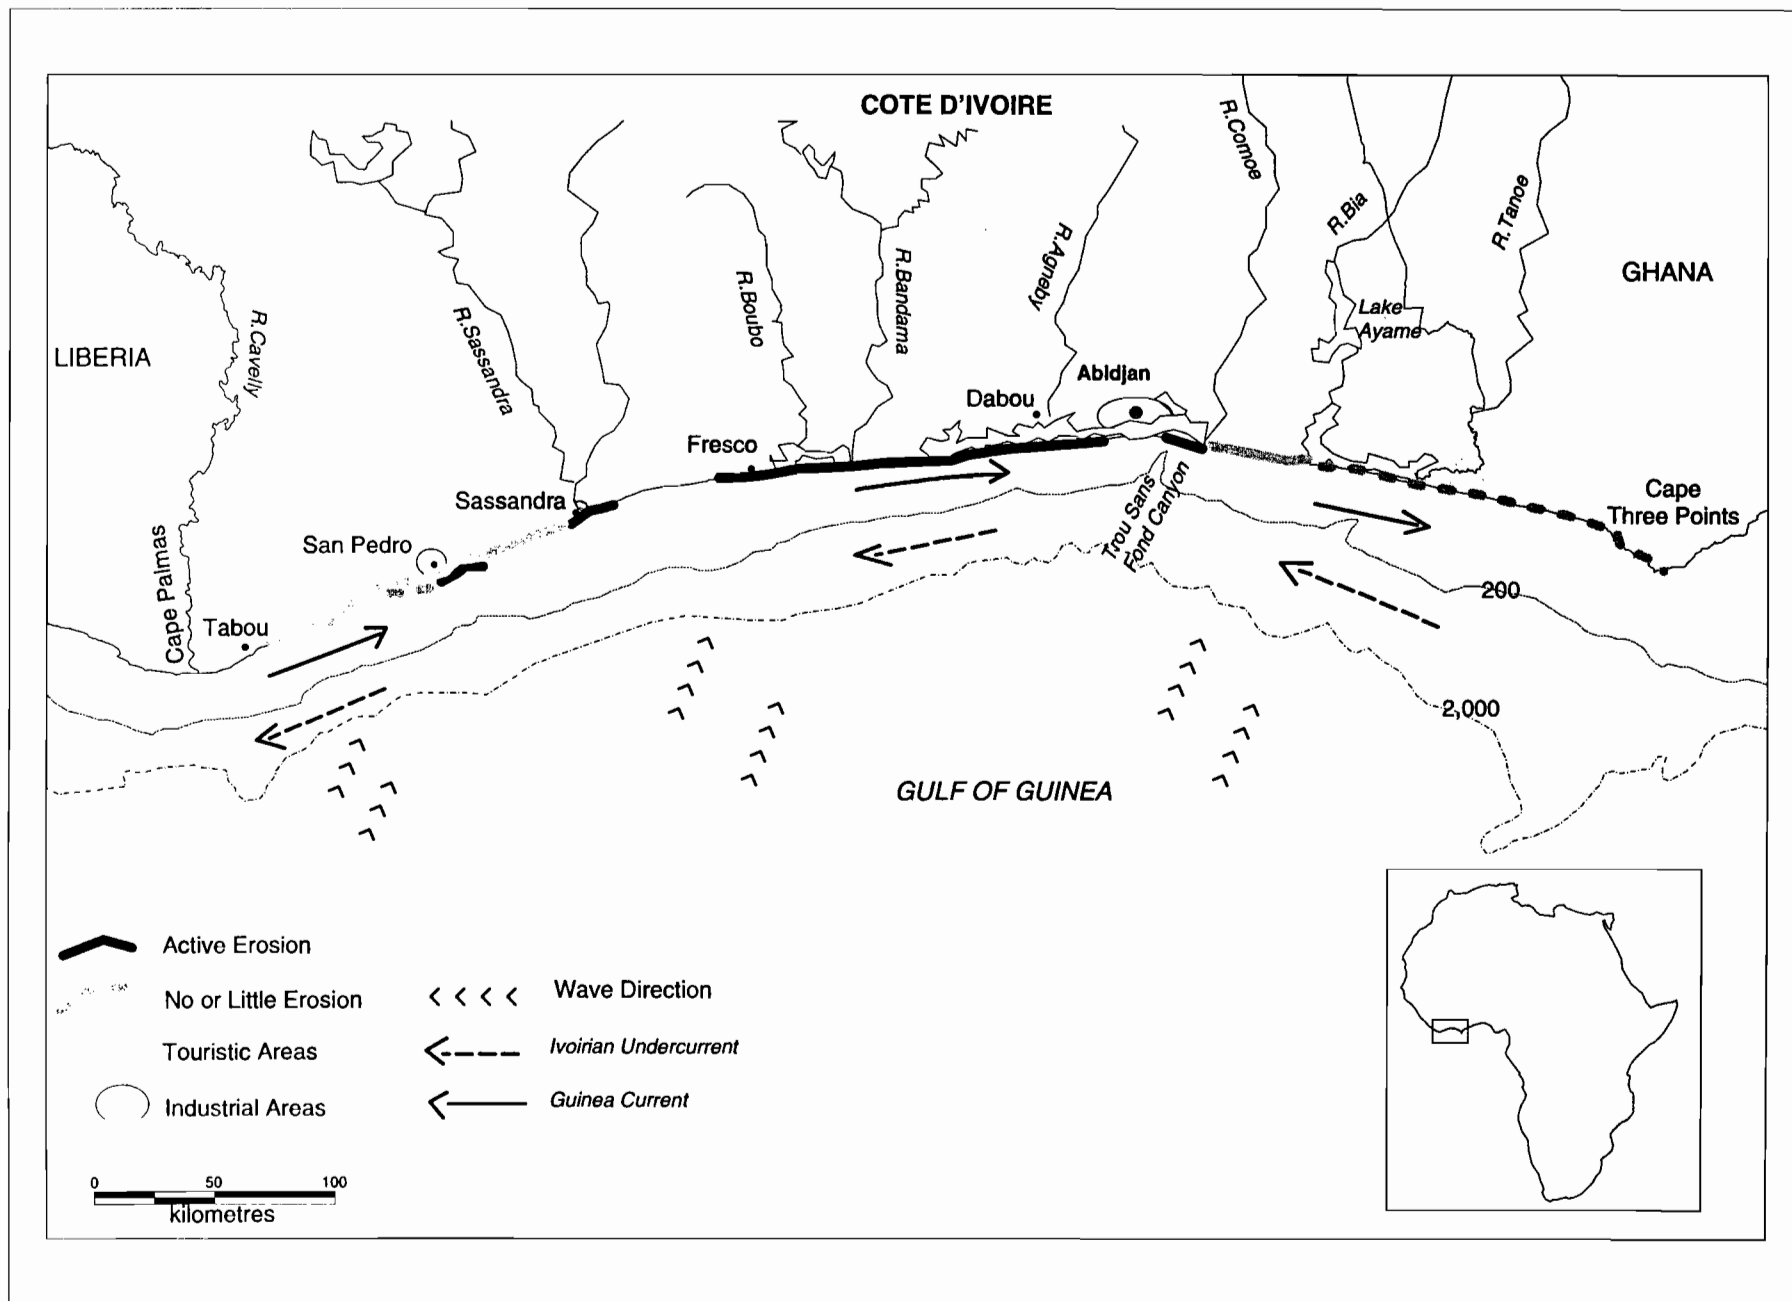 COTE D'IVOIRE
R.Comoe
R.Bia
R.Tanoe
GHANA
R.Agneby
R.Bandama
R.Boubo
R.Sassandra
R.Cavelly
LIBERIA
Lake
Ayame
Abidjan
Dabou
Fresco
Sassandra
San Pedro
Cape Palmas
Tabou
Trou Sans
Fond Canyon
Cape
Three Points
200
2,000
GULF OF GUINEA
Active Erosion
No or Little Erosion
Touristic Areas
Industrial Areas
Wave Direction
Ivoirian Undercurrent
Guinea Current
0 50 100
kilometres